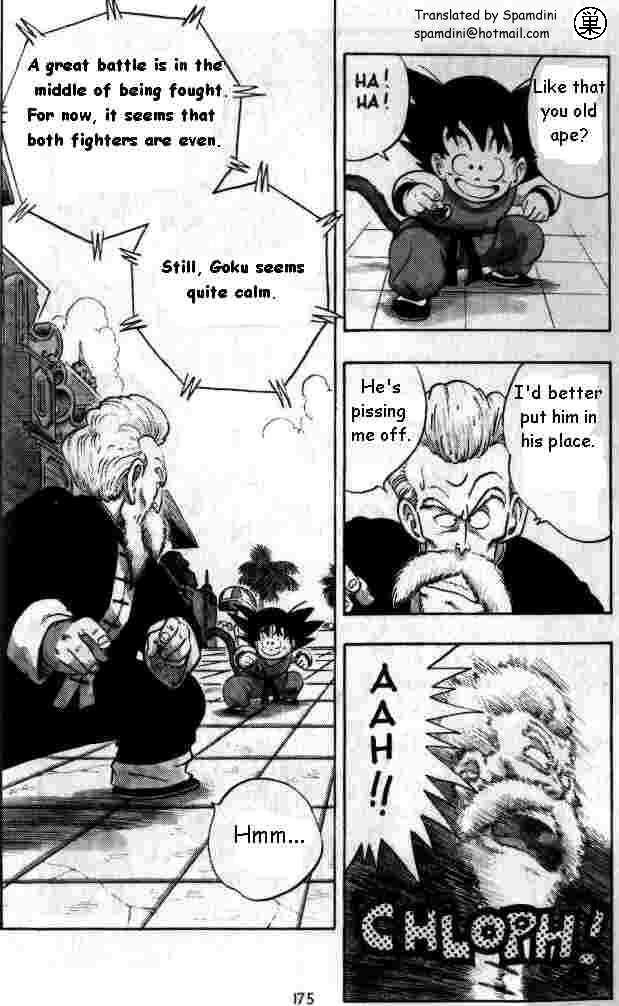 Translated by Spamdini
spamdini@hotmail.com
巣
Like that
you old
ape?
HA!
HA!
A great battle is in the
middle of being fought.
For now, it seems that
both fighters are even.
Still, Goku seems
quite calm.
I'd better
put him in
his place.
He's
pissing
me off.
AAH!!
CHLOPH!!
Hmm...
175